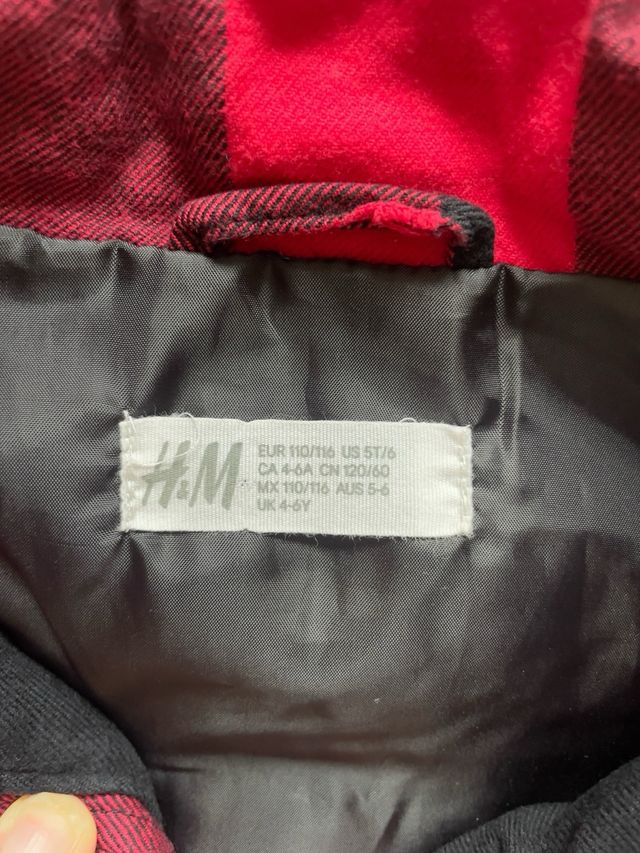 H&M
EUR 110/116 US 5T/6
CA 4-6A CN 120/60
MX 110/116 AUS 5-6
UK 4-6Y